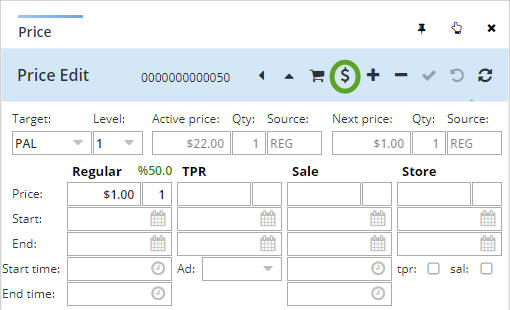 Price
Price Edit 0000000000050 $
Target: Level: Active price: Qty: Source: Next price: Qty: Source:
PAL 1 $22.00 1 REG $1.00 1 REG
Regular %50.0 TPR Sale Store
Price: $1.00 1
Start:
End:
Start time: Ad: tpr: sal:
End time: